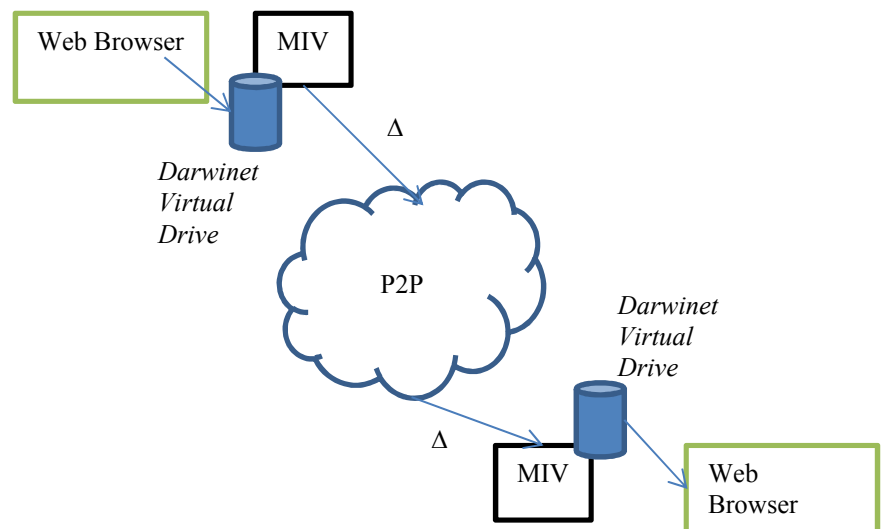 Web Browser
MIV
Δ
Darwinet
Virtual
Drive
P2P
Darwinet
Virtual
Drive
Δ
MIV
Web
Browser